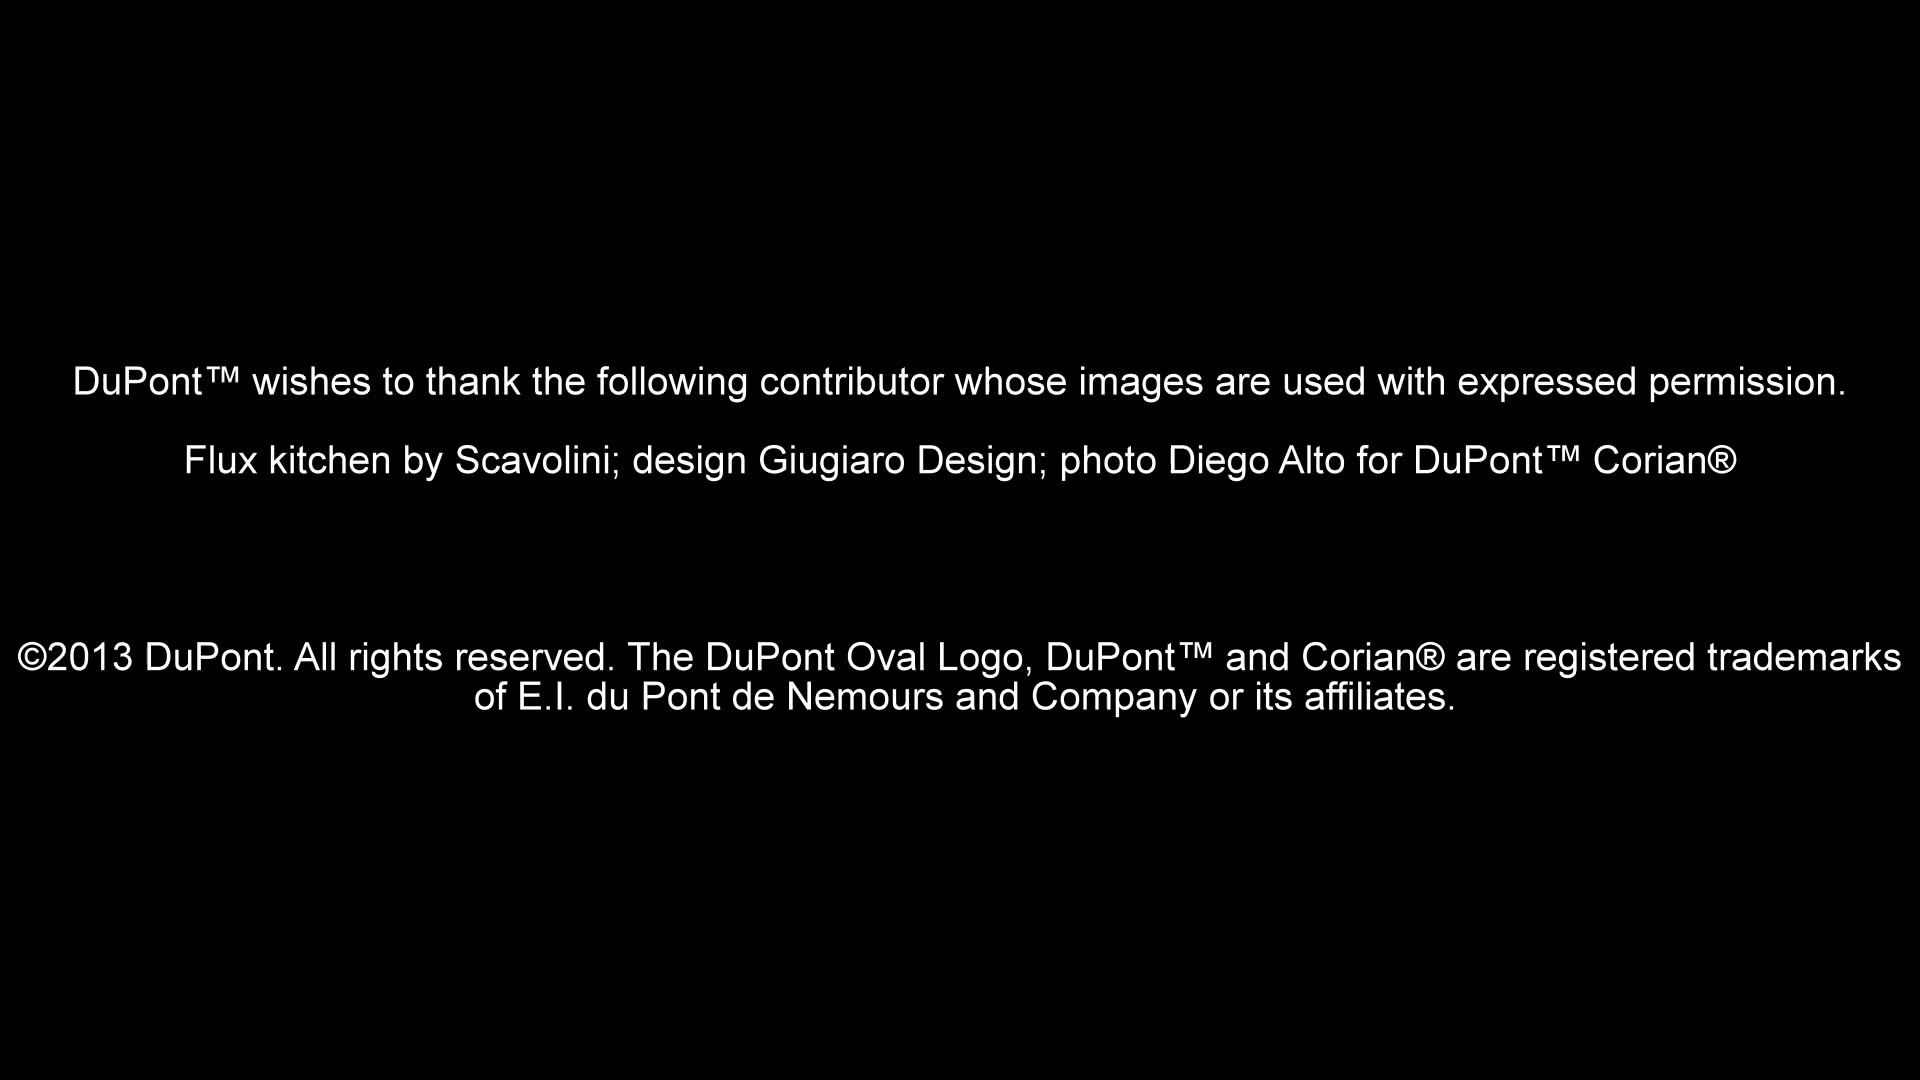 DuPont™ wishes to thank the following contributor whose images are used with expressed permission.
Flux kitchen by Scavolini; design Giugiaro Design; photo Diego Alto for DuPont™ Corian®
©2013 DuPont. All rights reserved. The DuPont Oval Logo, DuPont™ and Corian® are registered trademarks
of E.I. du Pont de Nemours and Company or its affiliates.